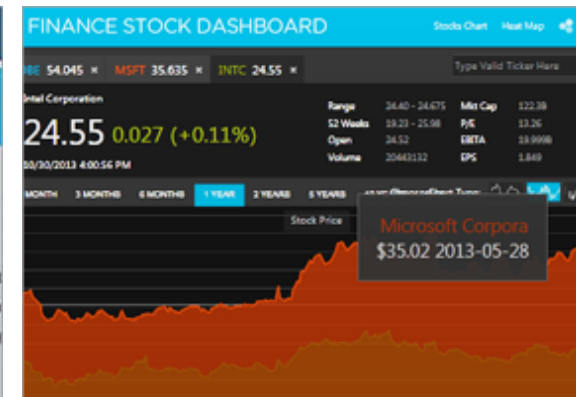 FINANCE STOCK DASHBOARD
Stocks Chart Heat Map
54.045 × MSFT 35.635 × INTC 24.55 ×
Type Valid Ticker Here
Intel Corporation
24.55 0.027 (+0.11%)
10/30/2013 4:00:56 PM
Range 24.40 - 24.675 Mkt Cap 122.3B
52 Weeks 19.23 - 25.98 P/E 13.26
Open 24.52 EBITA 19.999B
Volume 20443132 EPS 1.849
MONTH 3 MONTHS 6 MONTHS 1 YEAR 2 YEARS 5 YEARS
Stock Price
Microsoft Corpora
$35.02 2013-05-28